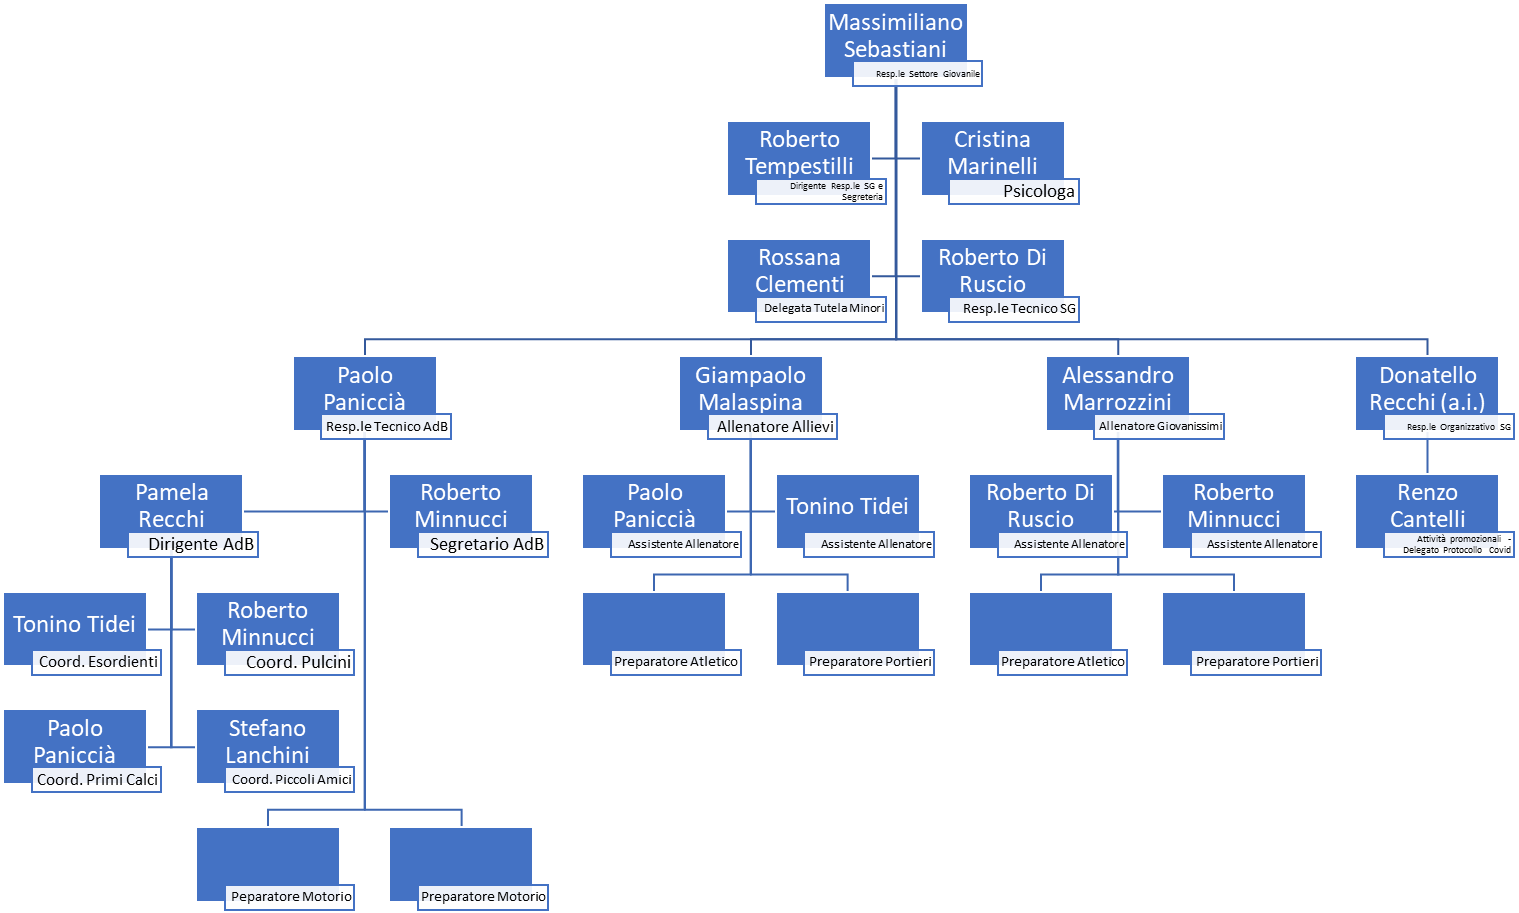 Massimiliano
Sebastiani
Resp.le Settore Giovanile
Roberto
Tempestilli
Dirigente Resp.le SG e
Segreteria
Cristina
Marinelli
Psicologa
Rossana
Clementi
Delegata Tutela Minori
Roberto Di
Ruscio
Resp.le Tecnico SG
Paolo
Paniccià
Resp.le Tecnico AdB
Giampaolo
Malaspina
Allenatore Allievi
Alessandro
Marrozzini
Allenatore Giovanissimi
Donatello
Recchi (a.i.)
Resp.le Organizzativo SG
Pamela
Recchi
Dirigente AdB
Roberto
Minnucci
Segretario AdB
Paolo
Paniccià
Assistente Allenatore
Tonino Tidei
Assistente Allenatore
Roberto Di
Ruscio
Assistente Allenatore
Roberto
Minnucci
Assistente Allenatore
Renzo
Cantelli
Attività promozionali -
Delegato Protocollo Covid
Tonino Tidei
Coord. Esordienti
Roberto
Minnucci
Coord. Pulcini
Preparatore Atletico
Preparatore Portieri
Preparatore Atletico
Preparatore Portieri
Paolo
Paniccià
Coord. Primi Calci
Stefano
Lanchini
Coord. Piccoli Amici
Peparatore Motorio
Preparatore Motorio